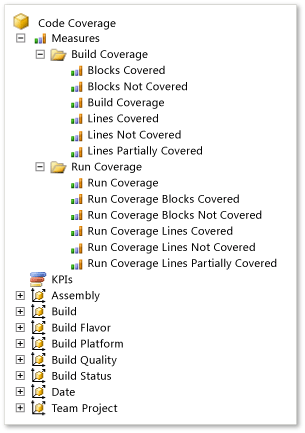 Code Coverage
Measures
Build Coverage
Blocks Covered
Blocks Not Covered
Build Coverage
Lines Covered
Lines Not Covered
Lines Partially Covered
Run Coverage
Run Coverage
Run Coverage Blocks Covered
Run Coverage Blocks Not Covered
Run Coverage Lines Covered
Run Coverage Lines Not Covered
Run Coverage Lines Partially Covered
KPIs
Assembly
Build
Build Flavor
Build Platform
Build Quality
Build Status
Date
Team Project